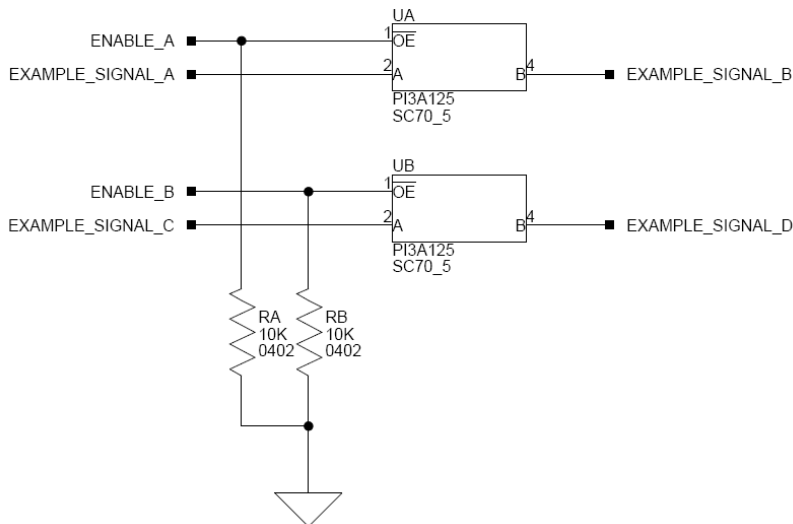 UA
ENABLE_A
1
OE
EXAMPLE_SIGNAL_A
2
A
B
4
EXAMPLE_SIGNAL_B
PI3A125
SC70_5
UB
ENABLE_B
1
OE
EXAMPLE_SIGNAL_C
2
A
B
4
EXAMPLE_SIGNAL_D
PI3A125
SC70_5
RA
10K
0402
RB
10K
0402